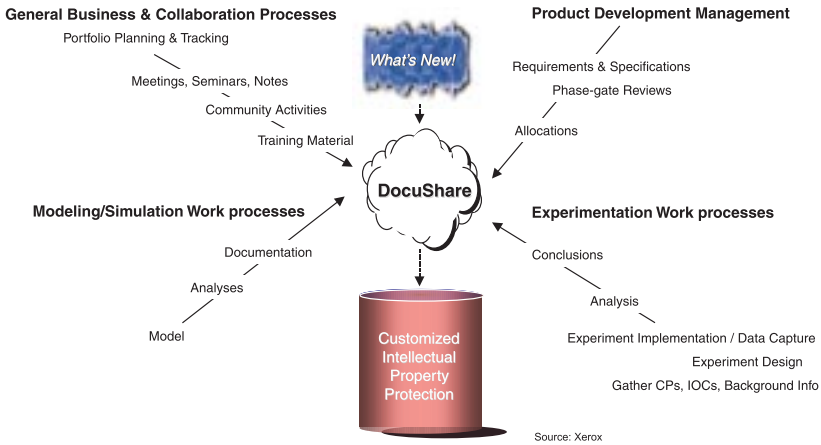 General Business & Collaboration Processes
Portfolio Planning & Tracking
Meetings, Seminars, Notes
Community Activities
Training Material
What's New!
Product Development Management
Requirements & Specifications
Phase-gate Reviews
Allocations
DocuShare
Modeling/Simulation Work processes
Documentation
Analyses
Model
Experimentation Work processes
Conclusions
Analysis
Experiment Implementation / Data Capture
Experiment Design
Gather CPs, IOCs, Background Info
Customized
Intellectual
Property
Protection
Source: Xerox